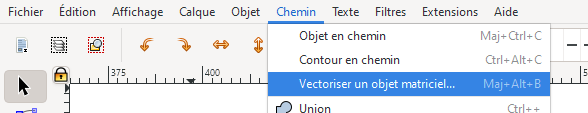 Fichier Édition Affichage Calque Objet Chemin Texte Filtres Extensions Aide
Objet en chemin Maj+Ctrl+C
Contour en chemin Ctrl+Alt+C
375 400
Vectoriser un objet matriciel... Maj+Alt+B
Union Ctrl++